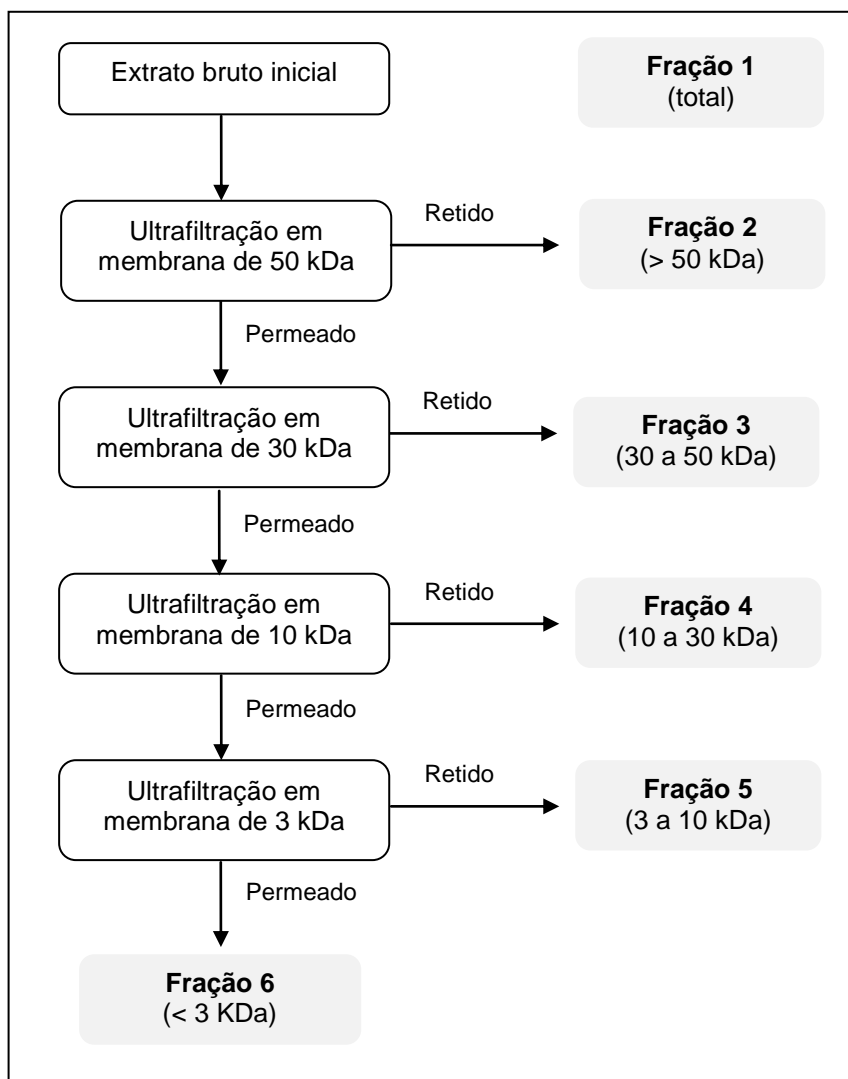 Extrato bruto inicial
Fração 1
(total)
Ultrafiltração em
membrana de 50 kDa
Retido
Fração 2
(> 50 kDa)
Permeado
Ultrafiltração em
membrana de 30 kDa
Retido
Fração 3
(30 a 50 kDa)
Permeado
Ultrafiltração em
membrana de 10 kDa
Retido
Fração 4
(10 a 30 kDa)
Permeado
Ultrafiltração em
membrana de 3 kDa
Retido
Fração 5
(3 a 10 kDa)
Permeado
Fração 6
(< 3 KDa)